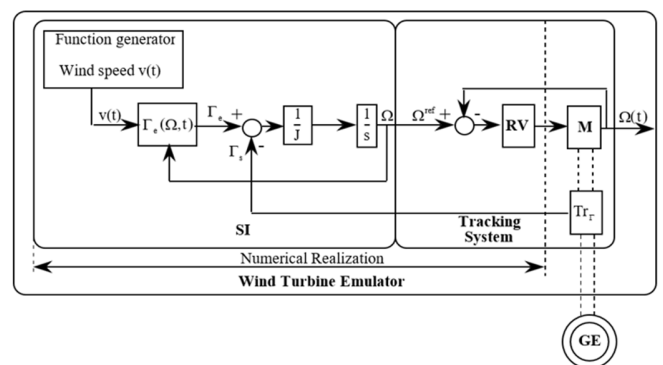 Function generator
Wind speed v(t)
v(t)
Γe(Ω,t)
Γe +
Γs -
1
J
1
s
Ω
Ωref +
-
RV
M
Ω(t)
TrΓ
SI
Tracking
System
Numerical Realization
Wind Turbine Emulator
GE